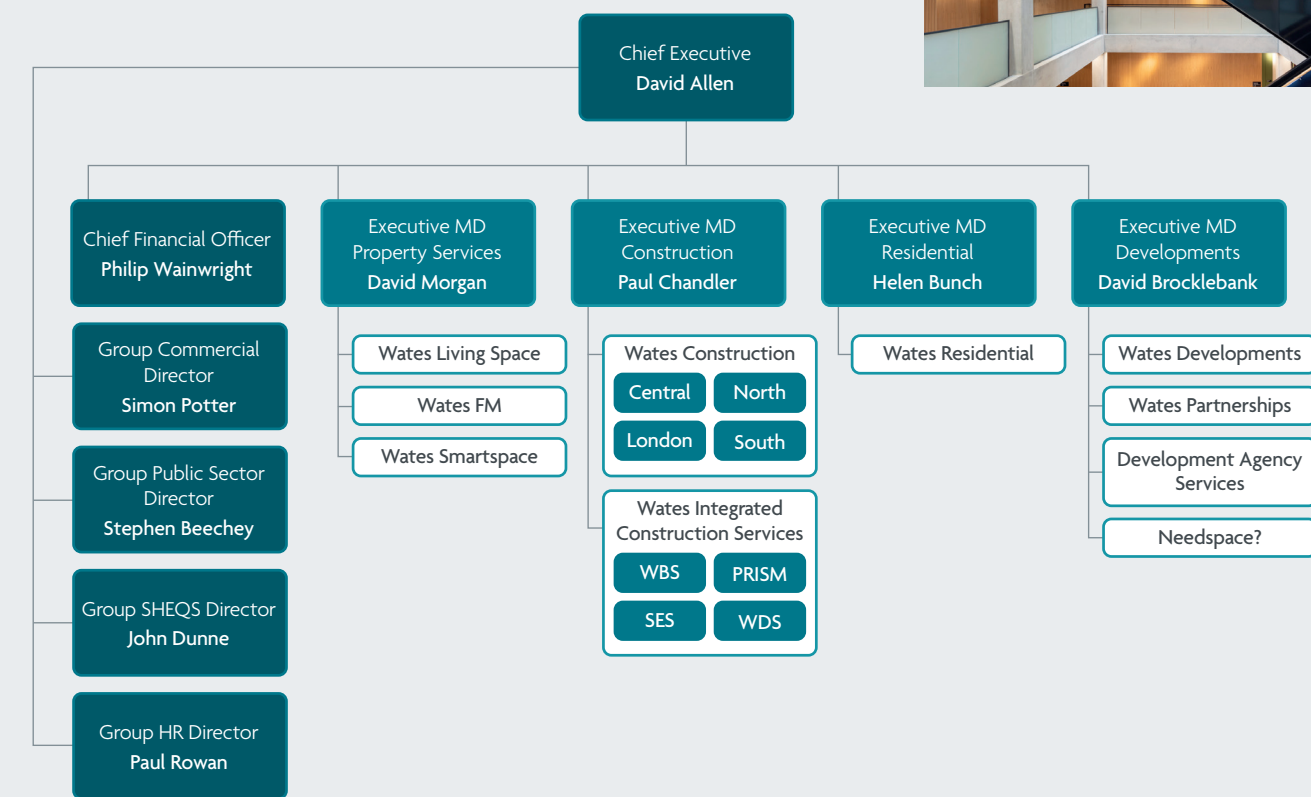 Chief Executive
David Allen
Chief Financial Officer
Philip Wainwright
Group Commercial
Director
Simon Potter
Group Public Sector
Director
Stephen Beechey
Group SHEQS Director
John Dunne
Group HR Director
Paul Rowan
Executive MD
Property Services
David Morgan
Wates Living Space
Wates FM
Wates Smartspace
Executive MD
Construction
Paul Chandler
Wates Construction
Central North
London South
Wates Integrated
Construction Services
WBS PRISM
SES WDS
Executive MD
Residential
Helen Bunch
Wates Residential
Executive MD
Developments
David Brocklebank
Wates Developments
Wates Partnerships
Development Agency
Services
Needspace?